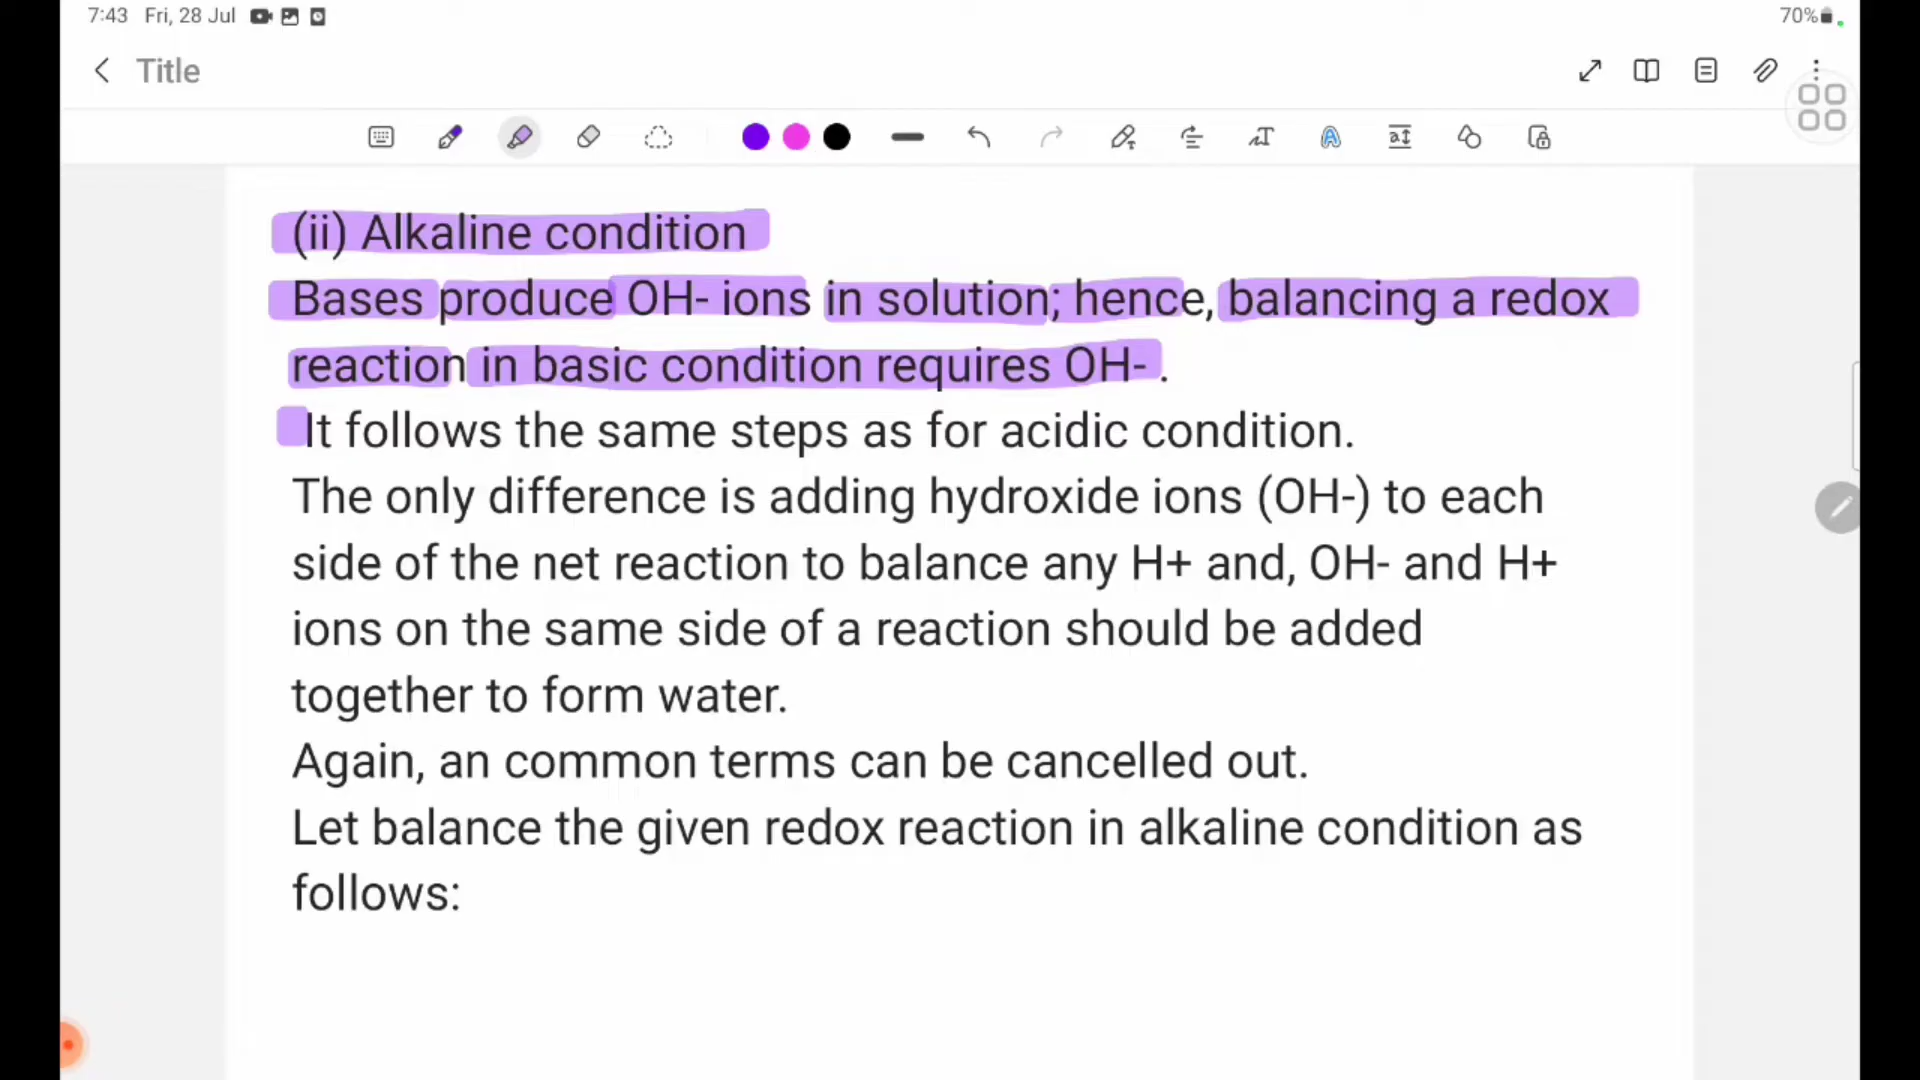 7:43 Fri, 28 Jul
70%
Title
(ii) Alkaline condition
Bases produce OH- ions in solution; hence, balancing a redox
reaction in basic condition requires OH- .
It follows the same steps as for acidic condition.
The only difference is adding hydroxide ions (OH-) to each
side of the net reaction to balance any H+ and, OH- and H+
ions on the same side of a reaction should be added
together to form water.
Again, an common terms can be cancelled out.
Let balance the given redox reaction in alkaline condition as
follows: